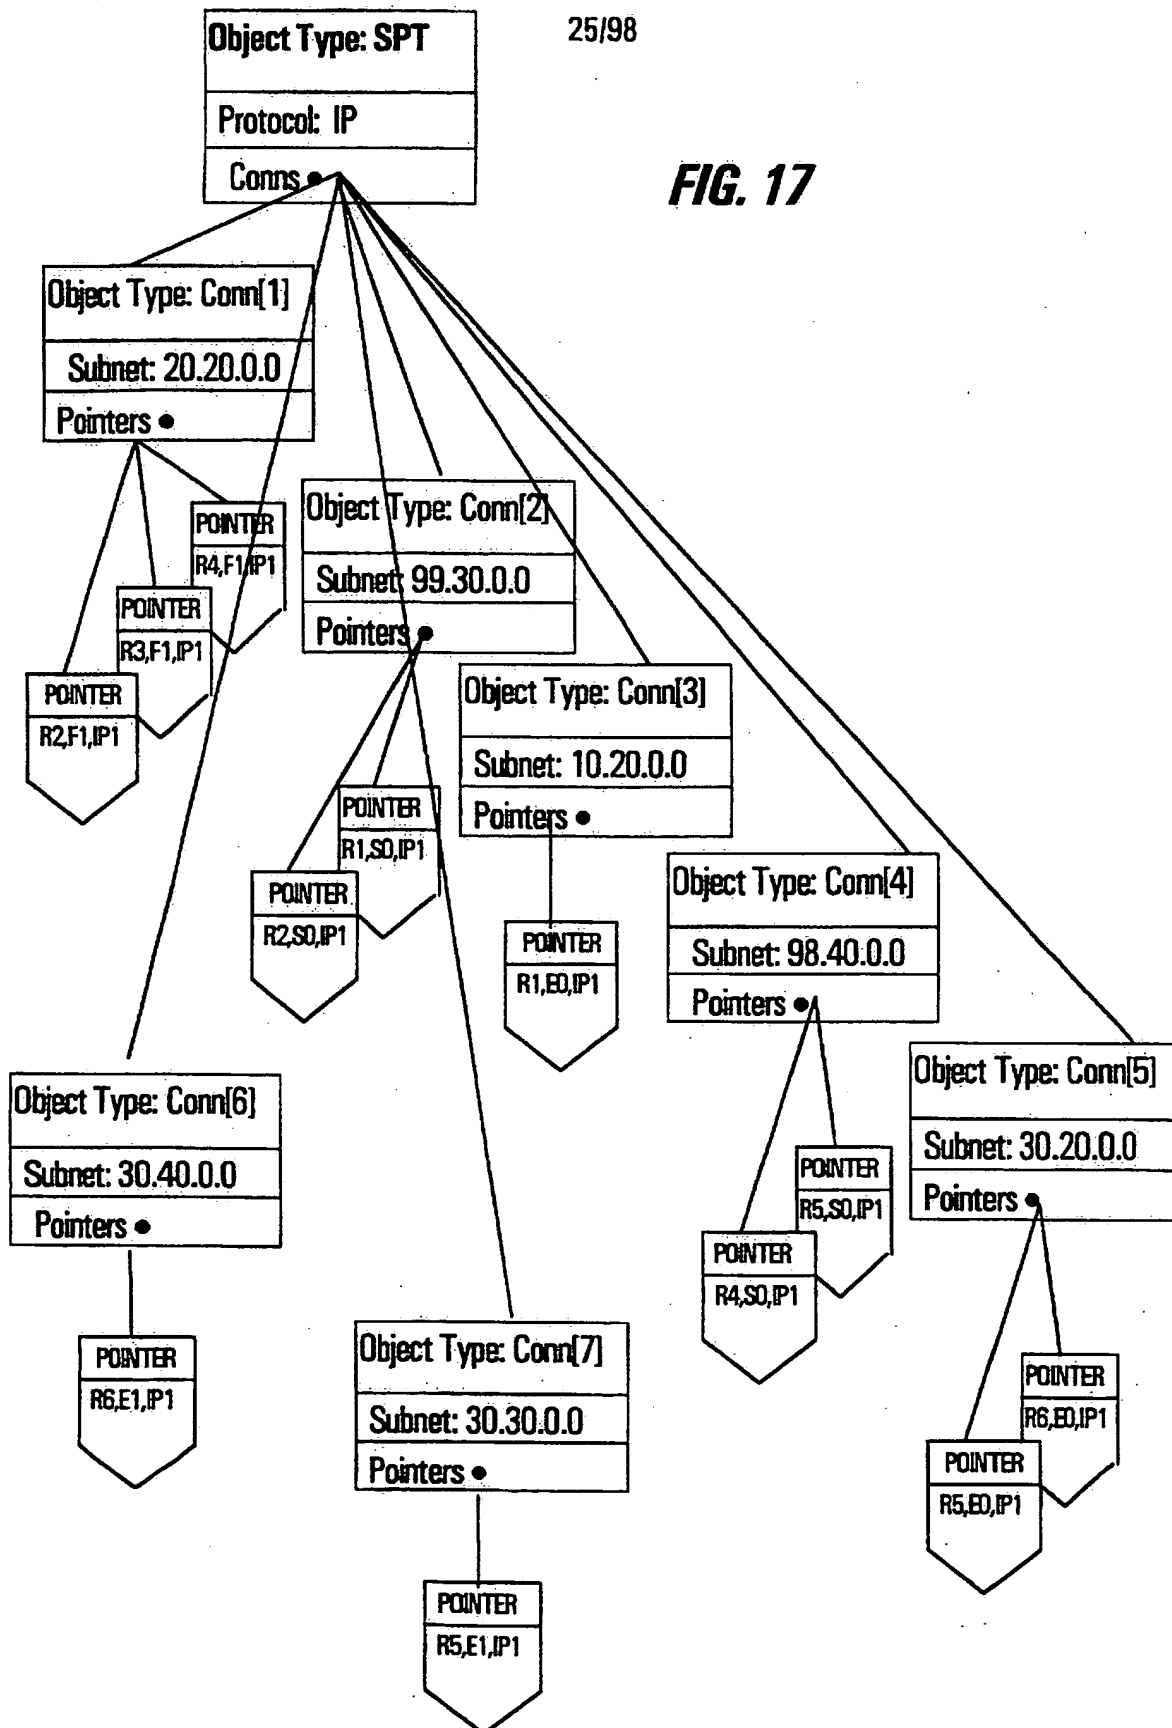 25/98
Object Type: SPT
Protocol: IP
Conns
FIG. 17
Object Type: Conn[1]
Subnet: 20.20.0.0
Pointers
POINTER
R4,F1,IP1
POINTER
R3,F1,IP1
POINTER
R2,F1,IP1
Object Type: Conn[2]
Subnet: 99.30.0.0
Pointers
POINTER
R1,S0,IP1
POINTER
R2,S0,IP1
Object Type: Conn[3]
Subnet: 10.20.0.0
Pointers
POINTER
R1,E0,IP1
Object Type: Conn[4]
Subnet: 98.40.0.0
Pointers
POINTER
R5,S0,IP1
POINTER
R4,S0,IP1
Object Type: Conn[5]
Subnet: 30.20.0.0
Pointers
POINTER
R6,E0,IP1
POINTER
R5,E0,IP1
Object Type: Conn[6]
Subnet: 30.40.0.0
Pointers
POINTER
R6,E1,IP1
Object Type: Conn[7]
Subnet: 30.30.0.0
Pointers
POINTER
R5,E1,IP1